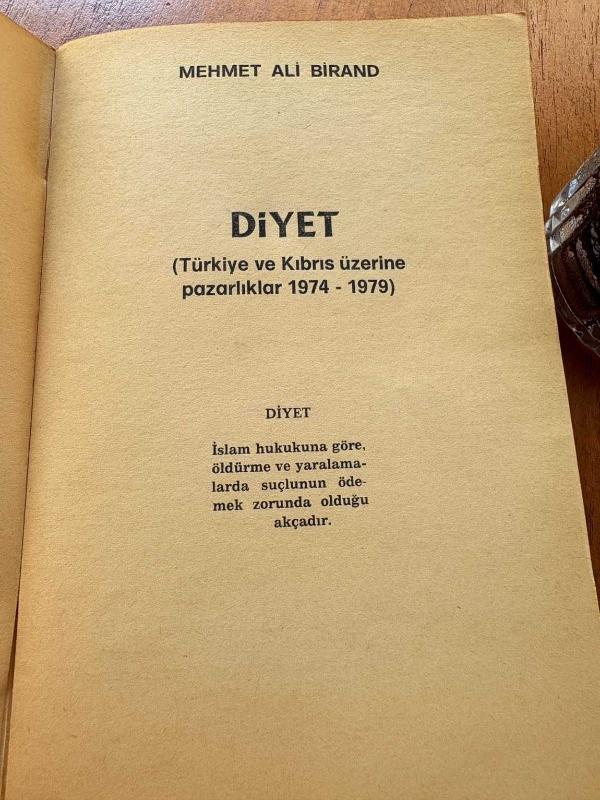 MEHMET ALİ BİRAND
DİYET
(Türkiye ve Kıbrıs üzerine
pazarlıklar 1974 - 1979)
DİYET
İslam hukukuna göre,
öldürme ve yaralama-
larda suçlunun öde-
mek zorunda olduğu
akçadır.